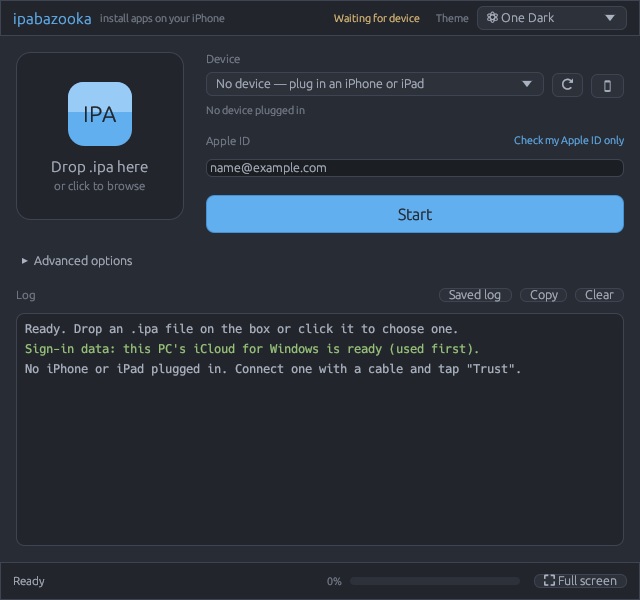 ipabazooka install apps on your iPhone Waiting for device Theme One Dark
Device
No device — plug in an iPhone or iPad
No device plugged in
IPA
Drop .ipa here
or click to browse
Apple ID Check my Apple ID only
name@example.com
Start
Advanced options
Log Saved log Copy Clear
Ready. Drop an .ipa file on the box or click it to choose one.
Sign-in data: this PC's iCloud for Windows is ready (used first).
No iPhone or iPad plugged in. Connect one with a cable and tap "Trust".
Ready 0% Full screen